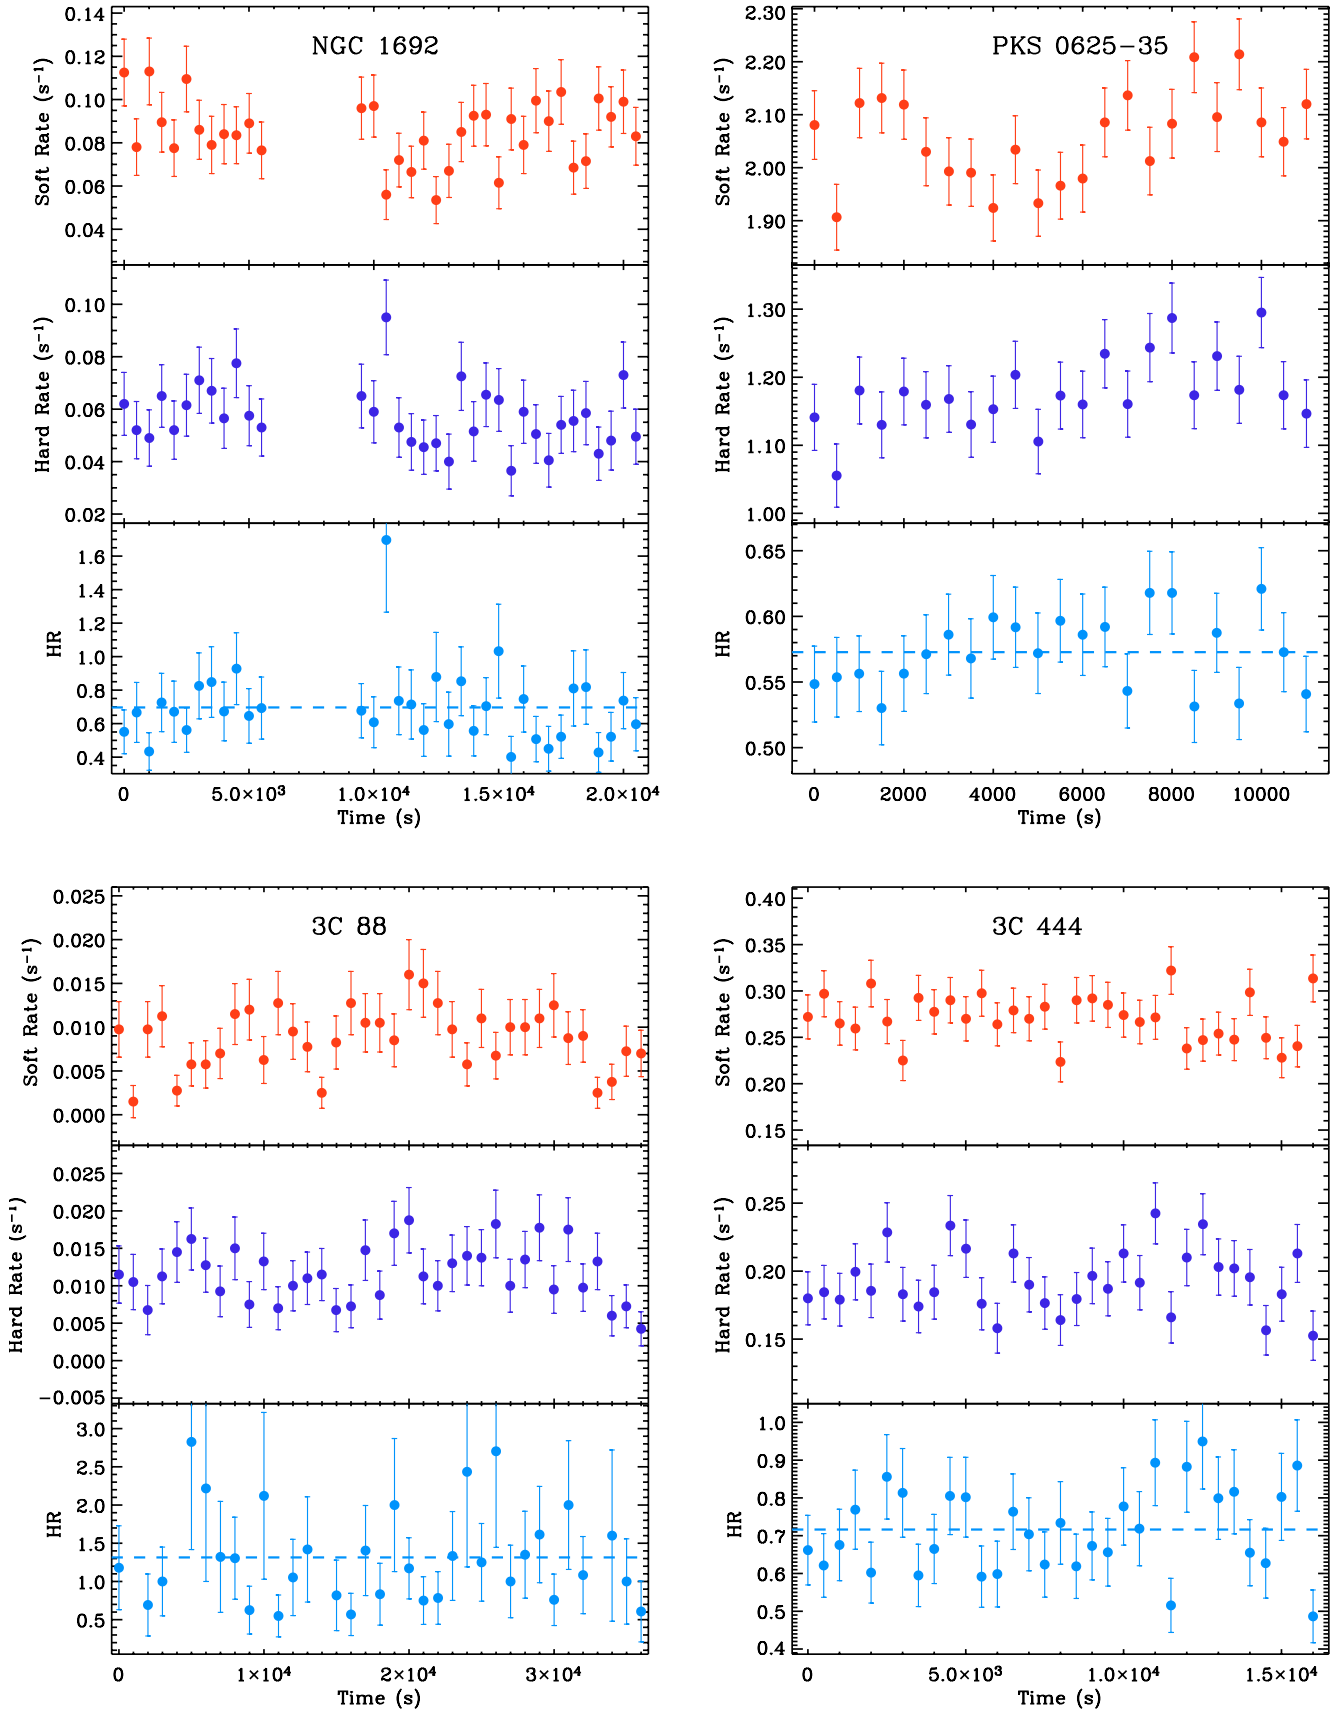 NGC 1692
Soft Rate (s⁻¹)
0.14
0.12
0.10
0.08
0.06
0.04
Hard Rate (s⁻¹)
0.10
0.08
0.06
0.04
0.02
HR
1.6
1.4
1.2
1.0
0.8
0.6
0.4
0 5.0×10³ 1.0×10⁴ 1.5×10⁴ 2.0×10⁴
Time (s)
PKS 0625−35
Soft Rate (s⁻¹)
2.30
2.20
2.10
2.00
1.90
Hard Rate (s⁻¹)
1.30
1.20
1.10
1.00
HR
0.65
0.60
0.55
0.50
0 2000 4000 6000 8000 10000
Time (s)
3C 88
Soft Rate (s⁻¹)
0.025
0.020
0.015
0.010
0.005
0.000
Hard Rate (s⁻¹)
0.025
0.020
0.015
0.010
0.005
0.000
−0.005
HR
3.0
2.5
2.0
1.5
1.0
0.5
0 1×10⁴ 2×10⁴ 3×10⁴
Time (s)
3C 444
Soft Rate (s⁻¹)
0.40
0.35
0.30
0.25
0.20
0.15
Hard Rate (s⁻¹)
0.25
0.20
0.15
HR
1.0
0.9
0.8
0.7
0.6
0.5
0.4
0 5.0×10³ 1.0×10⁴ 1.5×10⁴
Time (s)